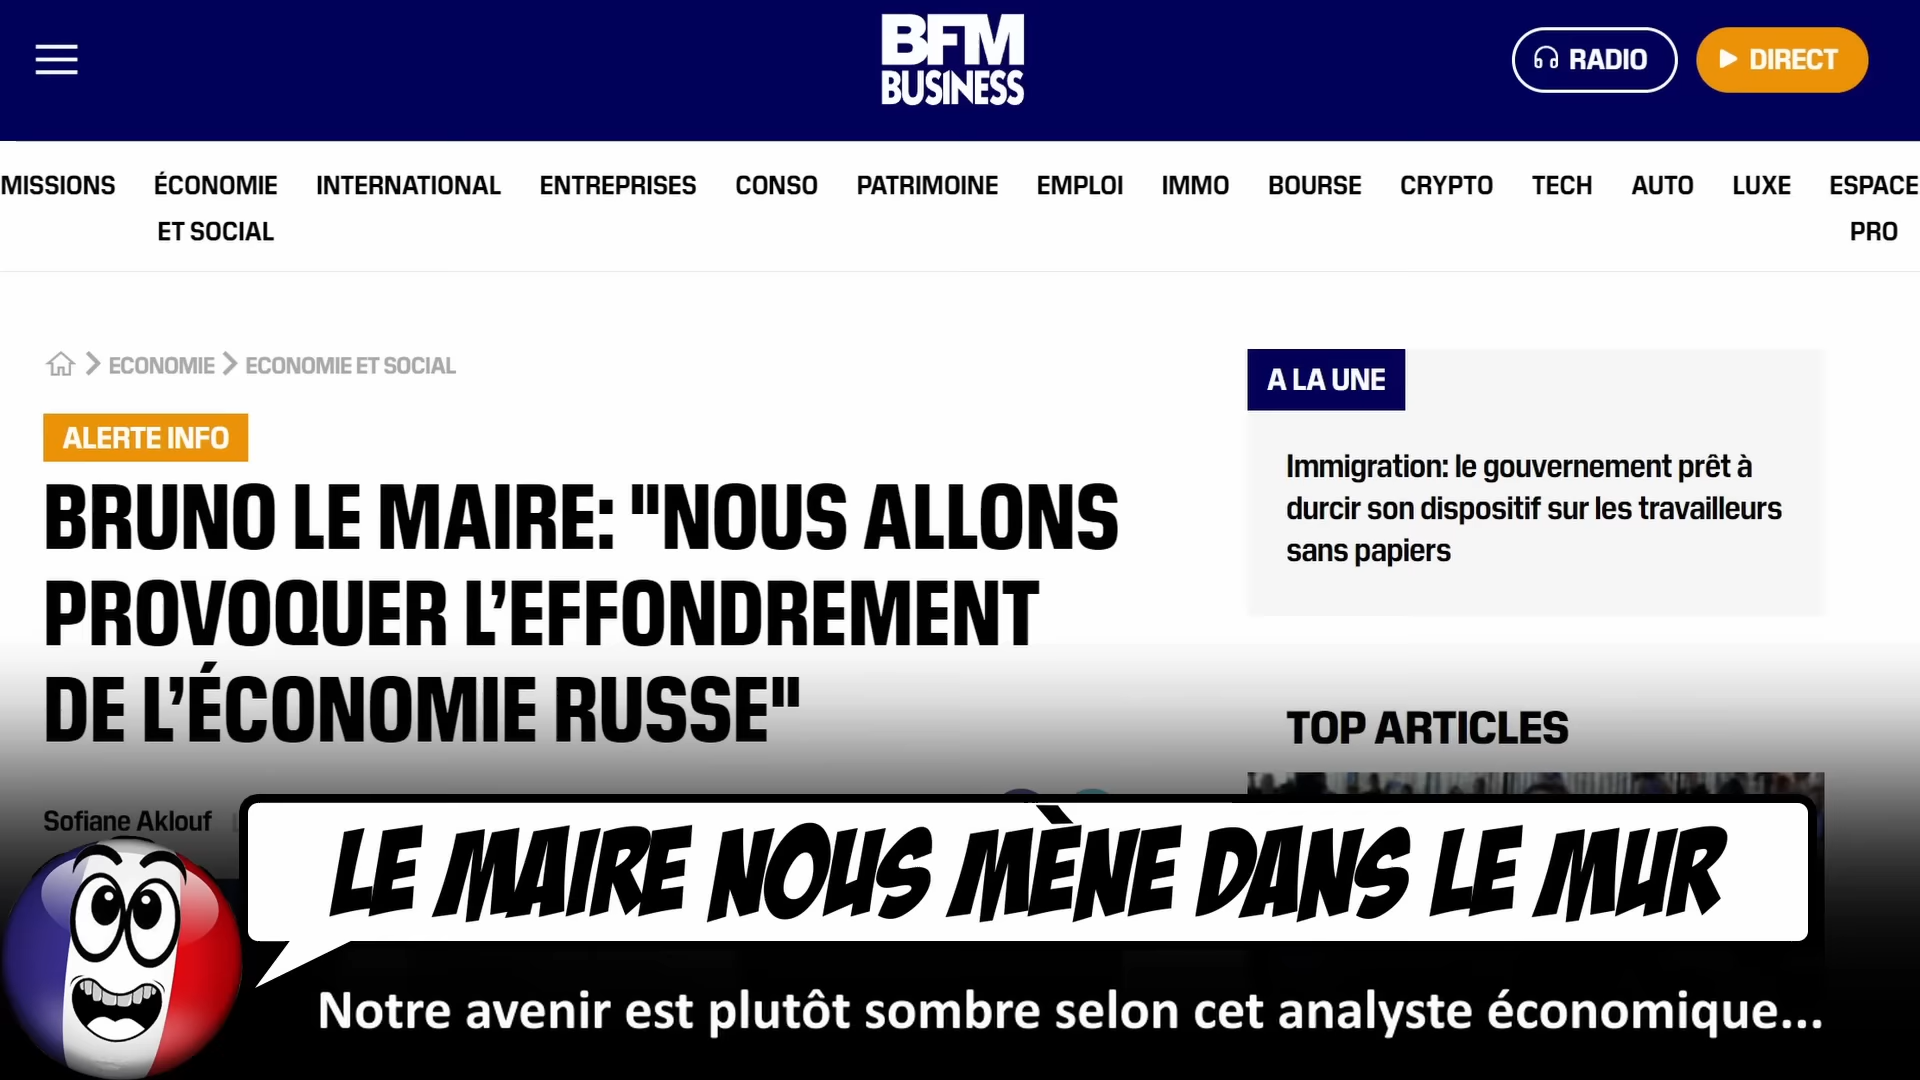 BFM
BUSINESS
RADIO
DIRECT
MISSIONS ÉCONOMIE INTERNATIONAL ENTREPRISES CONSO PATRIMOINE EMPLOI IMMO BOURSE CRYPTO TECH AUTO LUXE ESPACE
ET SOCIAL PRO
ECONOMIE ECONOMIE ET SOCIAL
ALERTE INFO
BRUNO LE MAIRE: "NOUS ALLONS
PROVOQUER L’EFFONDREMENT
DE L’ÉCONOMIE RUSSE"
Sofiane Aklouf
A LA UNE
Immigration: le gouvernement prêt à
durcir son dispositif sur les travailleurs
sans papiers
TOP ARTICLES
LE MAIRE NOUS MÈNE DANS LE MUR
Notre avenir est plutôt sombre selon cet analyste économique...